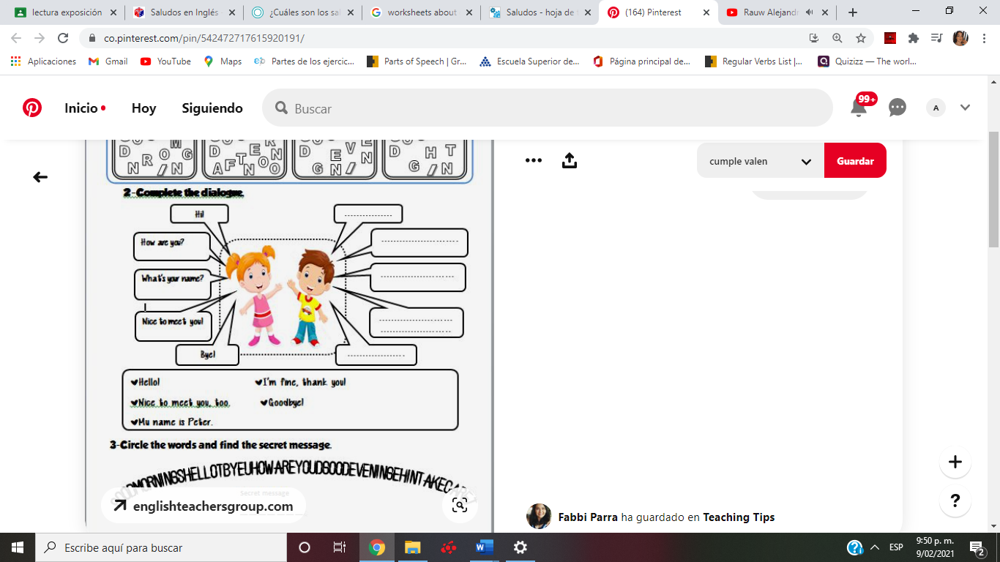 lectura exposición
Saludos en Inglés
¿Cuáles son los sal
worksheets about
Saludos - hoja de
(164) Pinterest
Rauw Alejandr
co.pinterest.com/pin/542472717615920191/
Aplicaciones
Gmail
YouTube
Maps
Partes de los ejercic...
Parts of Speech | Gr...
Escuela Superior de...
Página principal de...
Regular Verbs List |...
Quizizz — The worl...
Inicio
Hoy
Siguiendo
Buscar
99+
A
cumple valen
Guardar
2-Complete the dialogue.
Hi!
How are you?
What's your name?
Nice to meet you!
Bye!
Hello!
I'm fine, thank you!
Nice to meet you, too.
Goodbye!
My name is Peter.
3-Circle the words and find the secret message.
MORNINGSHELLOTBYEUHOWAREYOUDGOODEVENINGEHINTAKECA
Secret message
englishteachersgroup.com
Fabbi Parra ha guardado en Teaching Tips
Escribe aquí para buscar
ESP
9:50 p. m.
9/02/2021
2